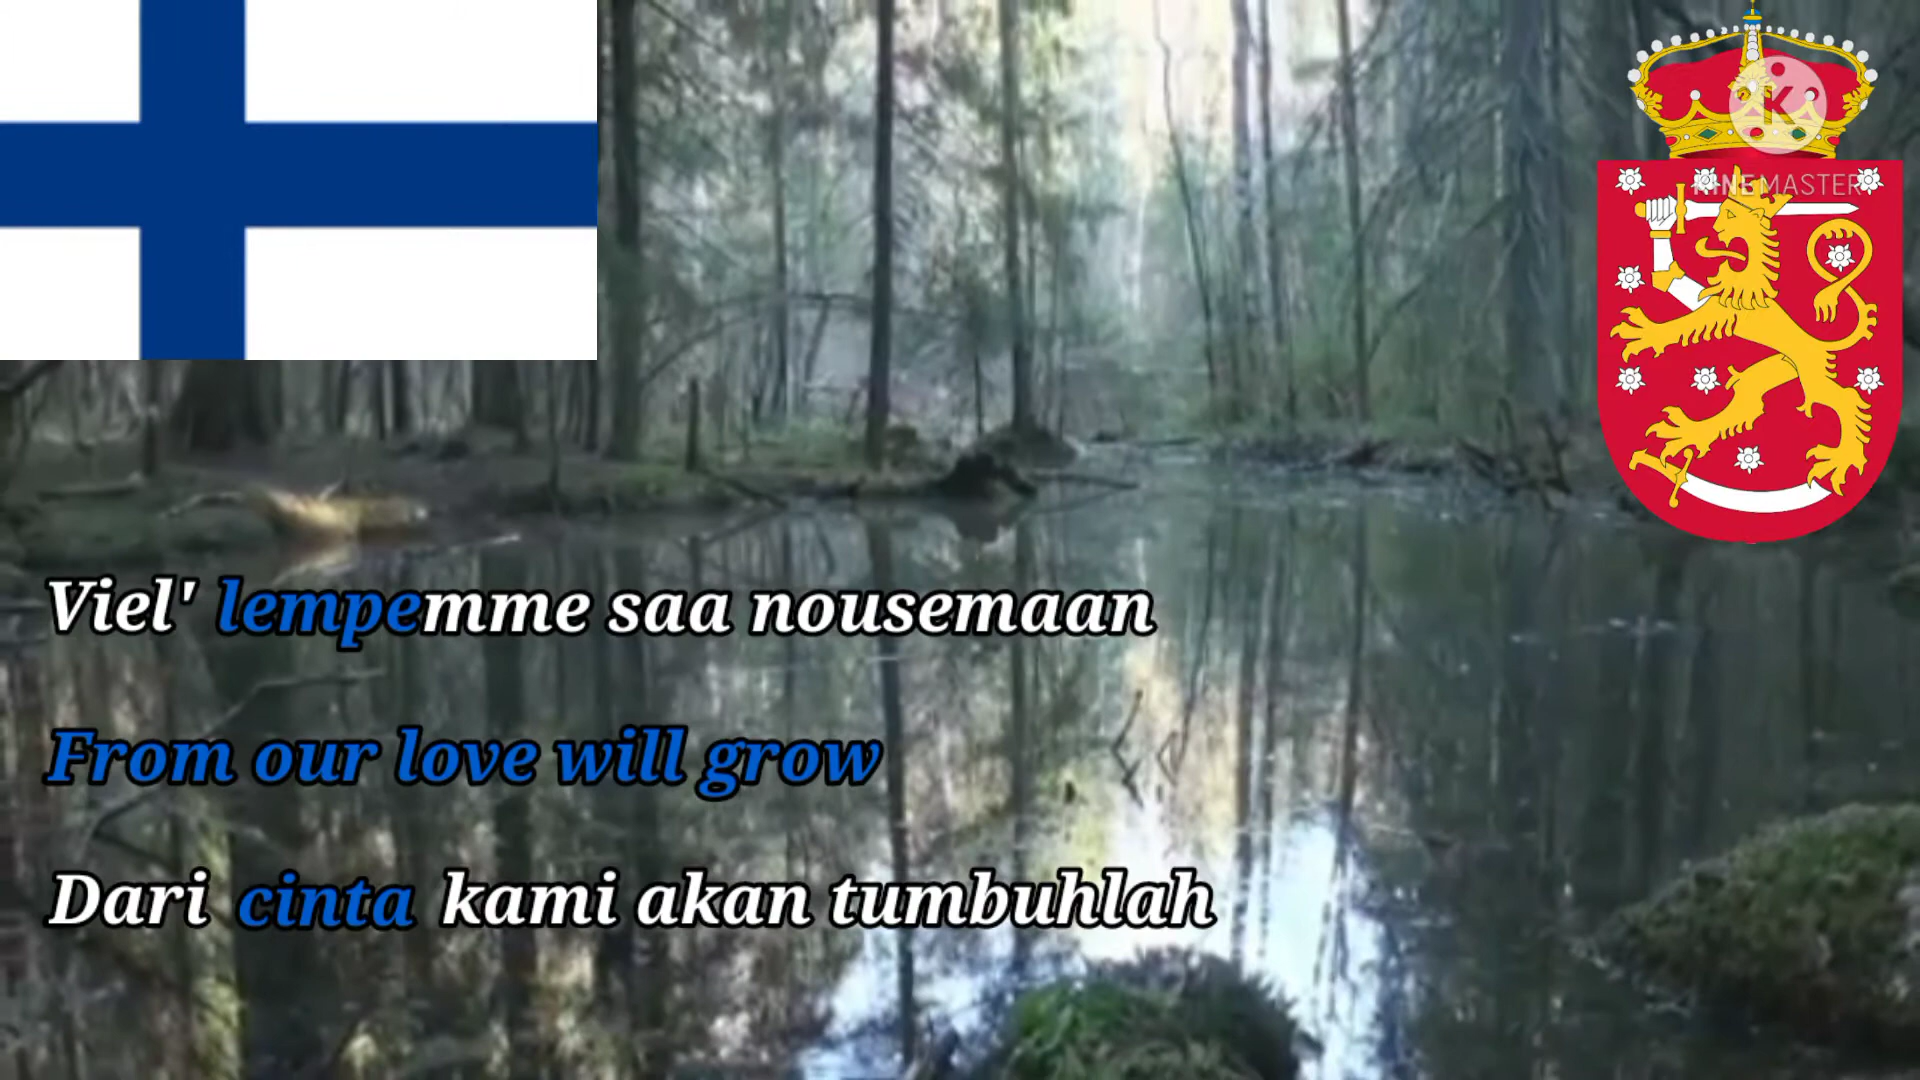 KINEMASTER
Viel' lempemme saa nousemaan
From our love will grow
Dari cinta kami akan tumbuhlah